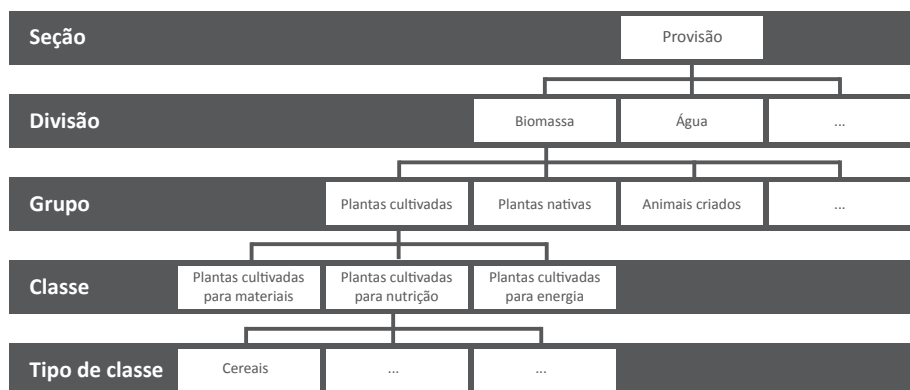 Seção
Provisão
Divisão
Biomassa
Água
...
Grupo
Plantas cultivadas
Plantas nativas
Animais criados
...
Classe
Plantas cultivadas
para materiais
Plantas cultivadas
para nutrição
Plantas cultivadas
para energia
Tipo de classe
Cereais
...
...